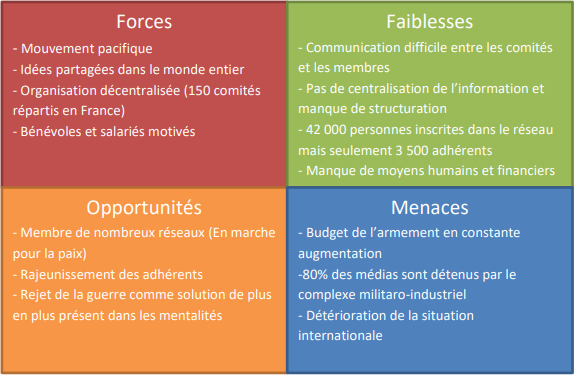 Forces
- Mouvement pacifique
- Idées partagées dans le monde entier
- Organisation décentralisée (150 comités
répartis en France)
- Bénévoles et salariés motivés
Faiblesses
- Communication difficile entre les comités
et les membres
- Pas de centralisation de l’information et
manque de structuration
- 42 000 personnes inscrites dans le réseau
mais seulement 3 500 adhérents
- Manque de moyens humains et financiers
Opportunités
- Membre de nombreux réseaux (En marche
pour la paix)
- Rajeunissement des adhérents
- Rejet de la guerre comme solution de plus
en plus présent dans les mentalités
Menaces
- Budget de l’armement en constante
augmentation
-80% des médias sont détenus par le
complexe militaro-industriel
- Détérioration de la situation
internationale